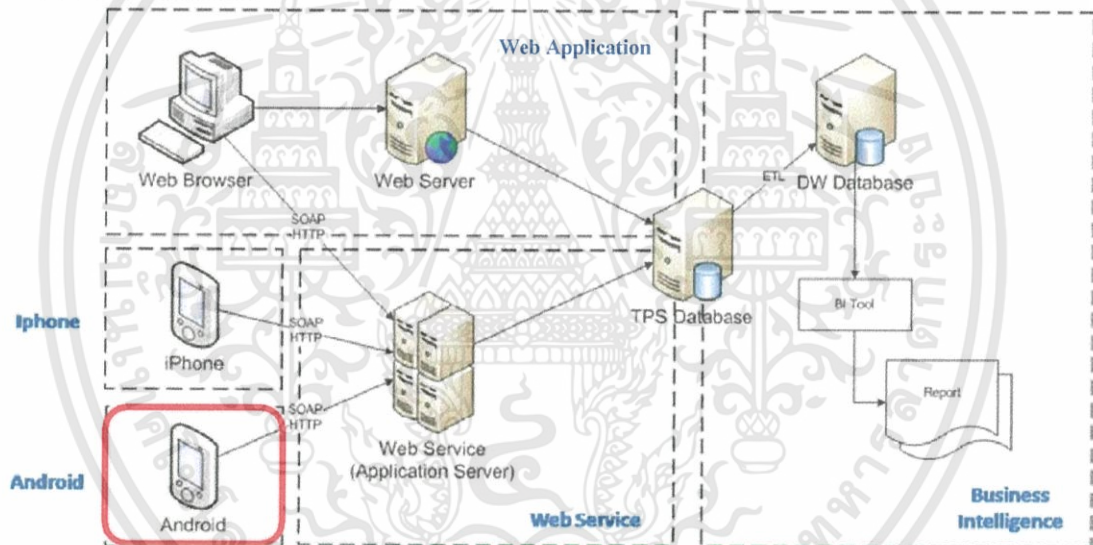 Web Application
Web Browser
Web Server
ETL
DW Database
SOAP
HTTP
TPS Database
BI Tool
Iphone
iPhone
SOAP
HTTP
Report
SOAP
HTTP
Web Service
(Application Server)
Android
Android
Web Service
Business
Intelligence